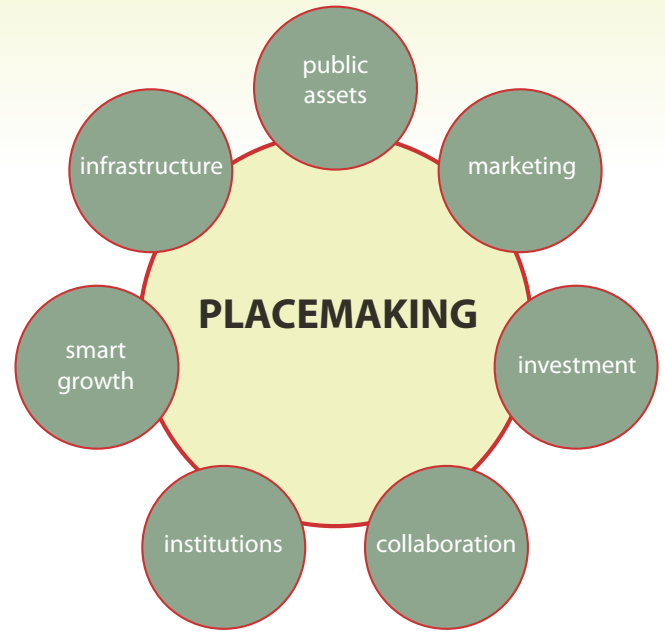 public
assets
infrastructure
marketing
PLACEMAKING
smart
growth
investment
institutions
collaboration